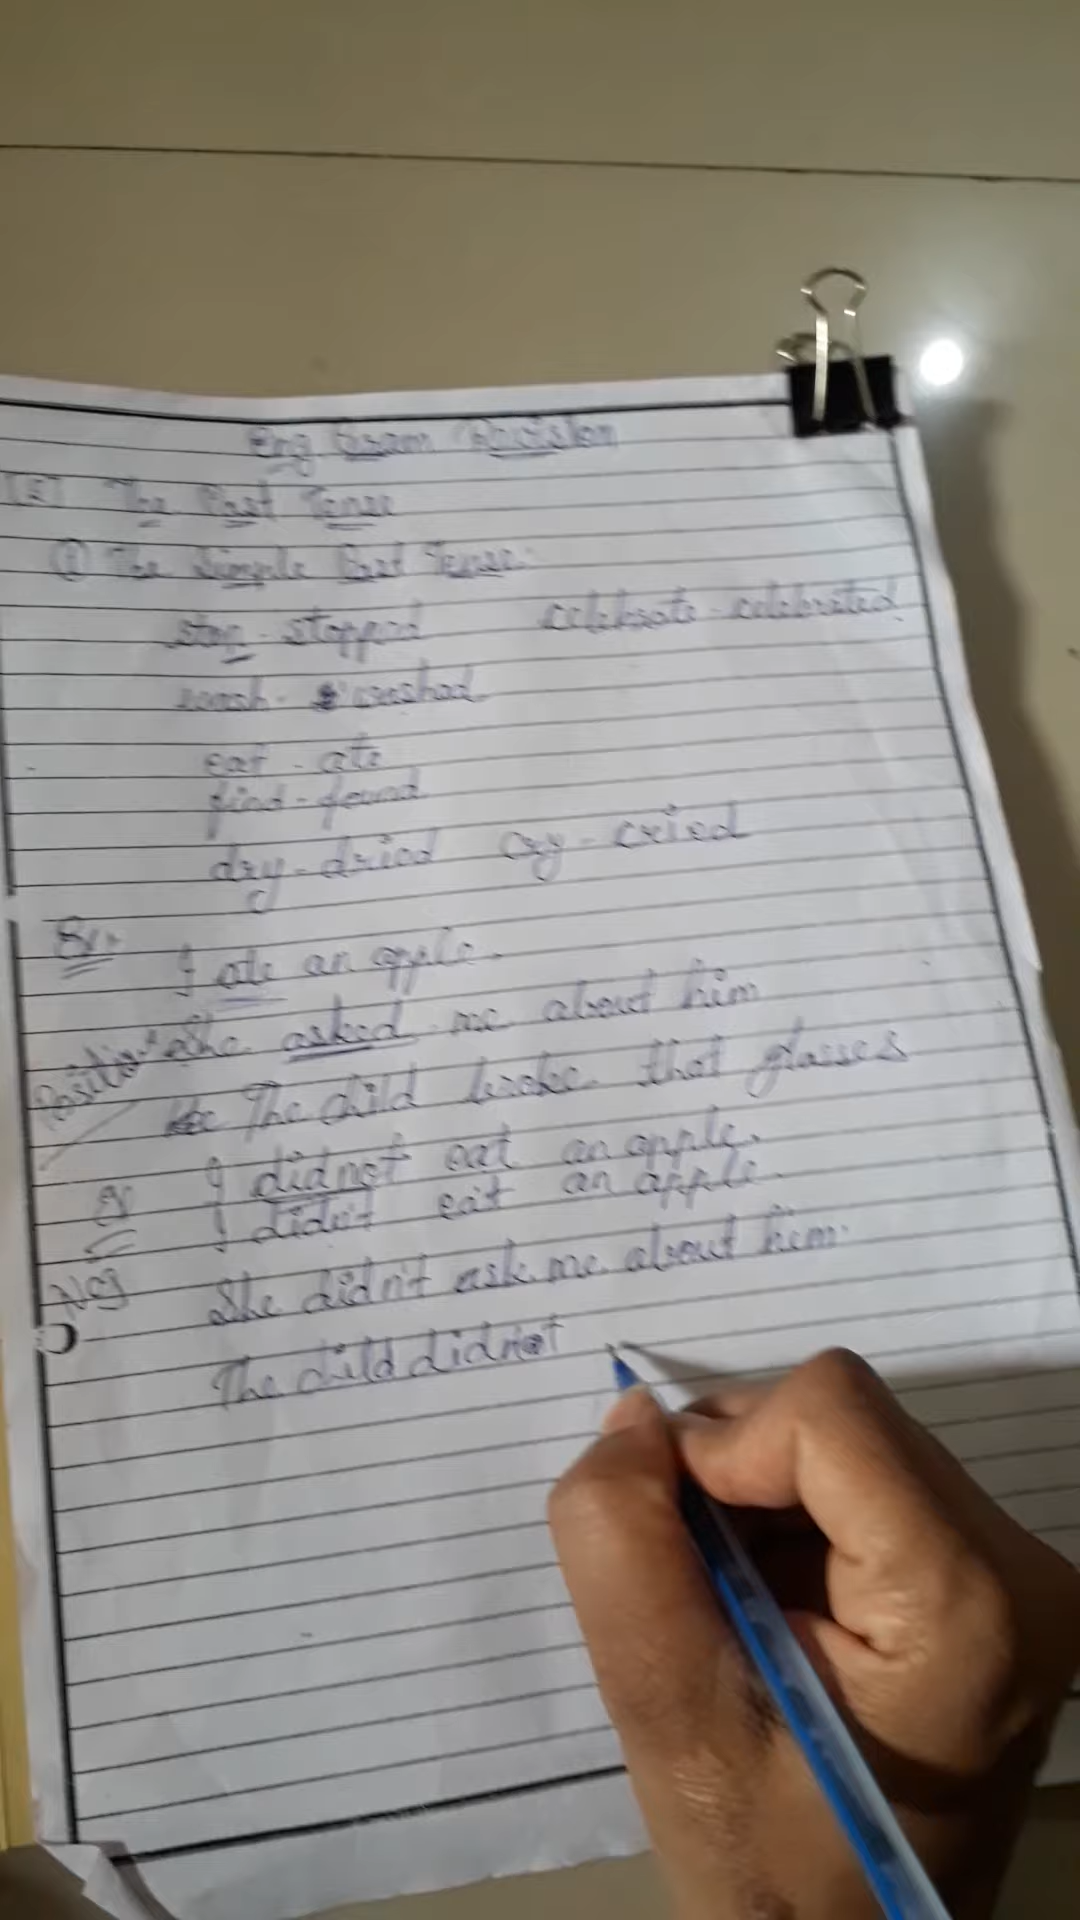 Eng Exam Revision
The Past Tense
① The Simple Past Tense:
stop - stopped celebrate - celebrated
wash - washed
eat - ate
find - found
dry - dried cry - cried
Ex:
I ate an apple.
Positive She asked me about him
The child broke that glasses
Ex I didnot eat an apple.
I didn't eat an apple.
Neg She didn't ask me about him.
The child didnot